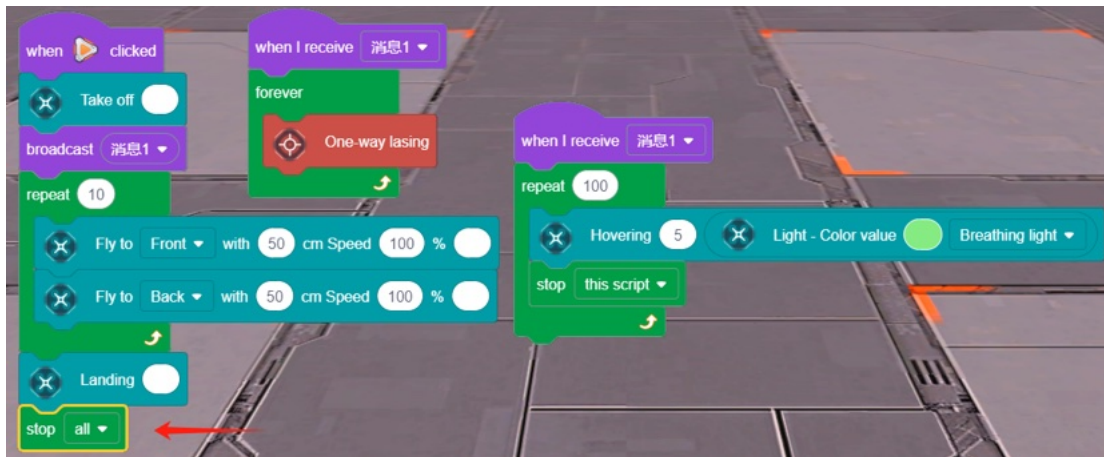 when clicked
Take off
broadcast 消息1
repeat 10
Fly to Front with 50 cm Speed 100 %
Fly to Back with 50 cm Speed 100 %
Landing
stop all
when I receive 消息1
forever
One-way lasing
when I receive 消息1
repeat 100
Hovering 5 Light - Color value Breathing light
stop this script